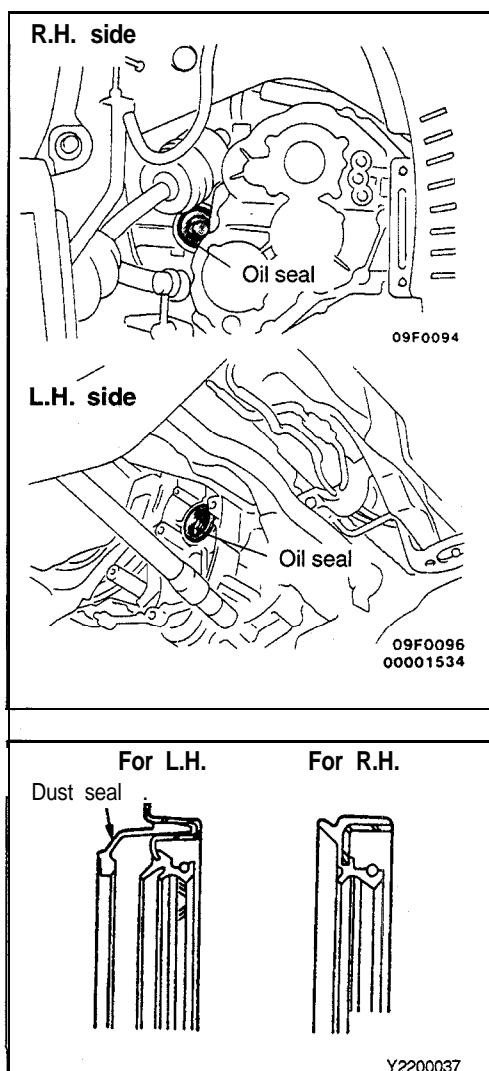 R.H. side
Oil seal
09F0094
L.H. side
Oil seal
09F0096
00001534
For L.H.
For R.H.
Dust seal
Y2200037